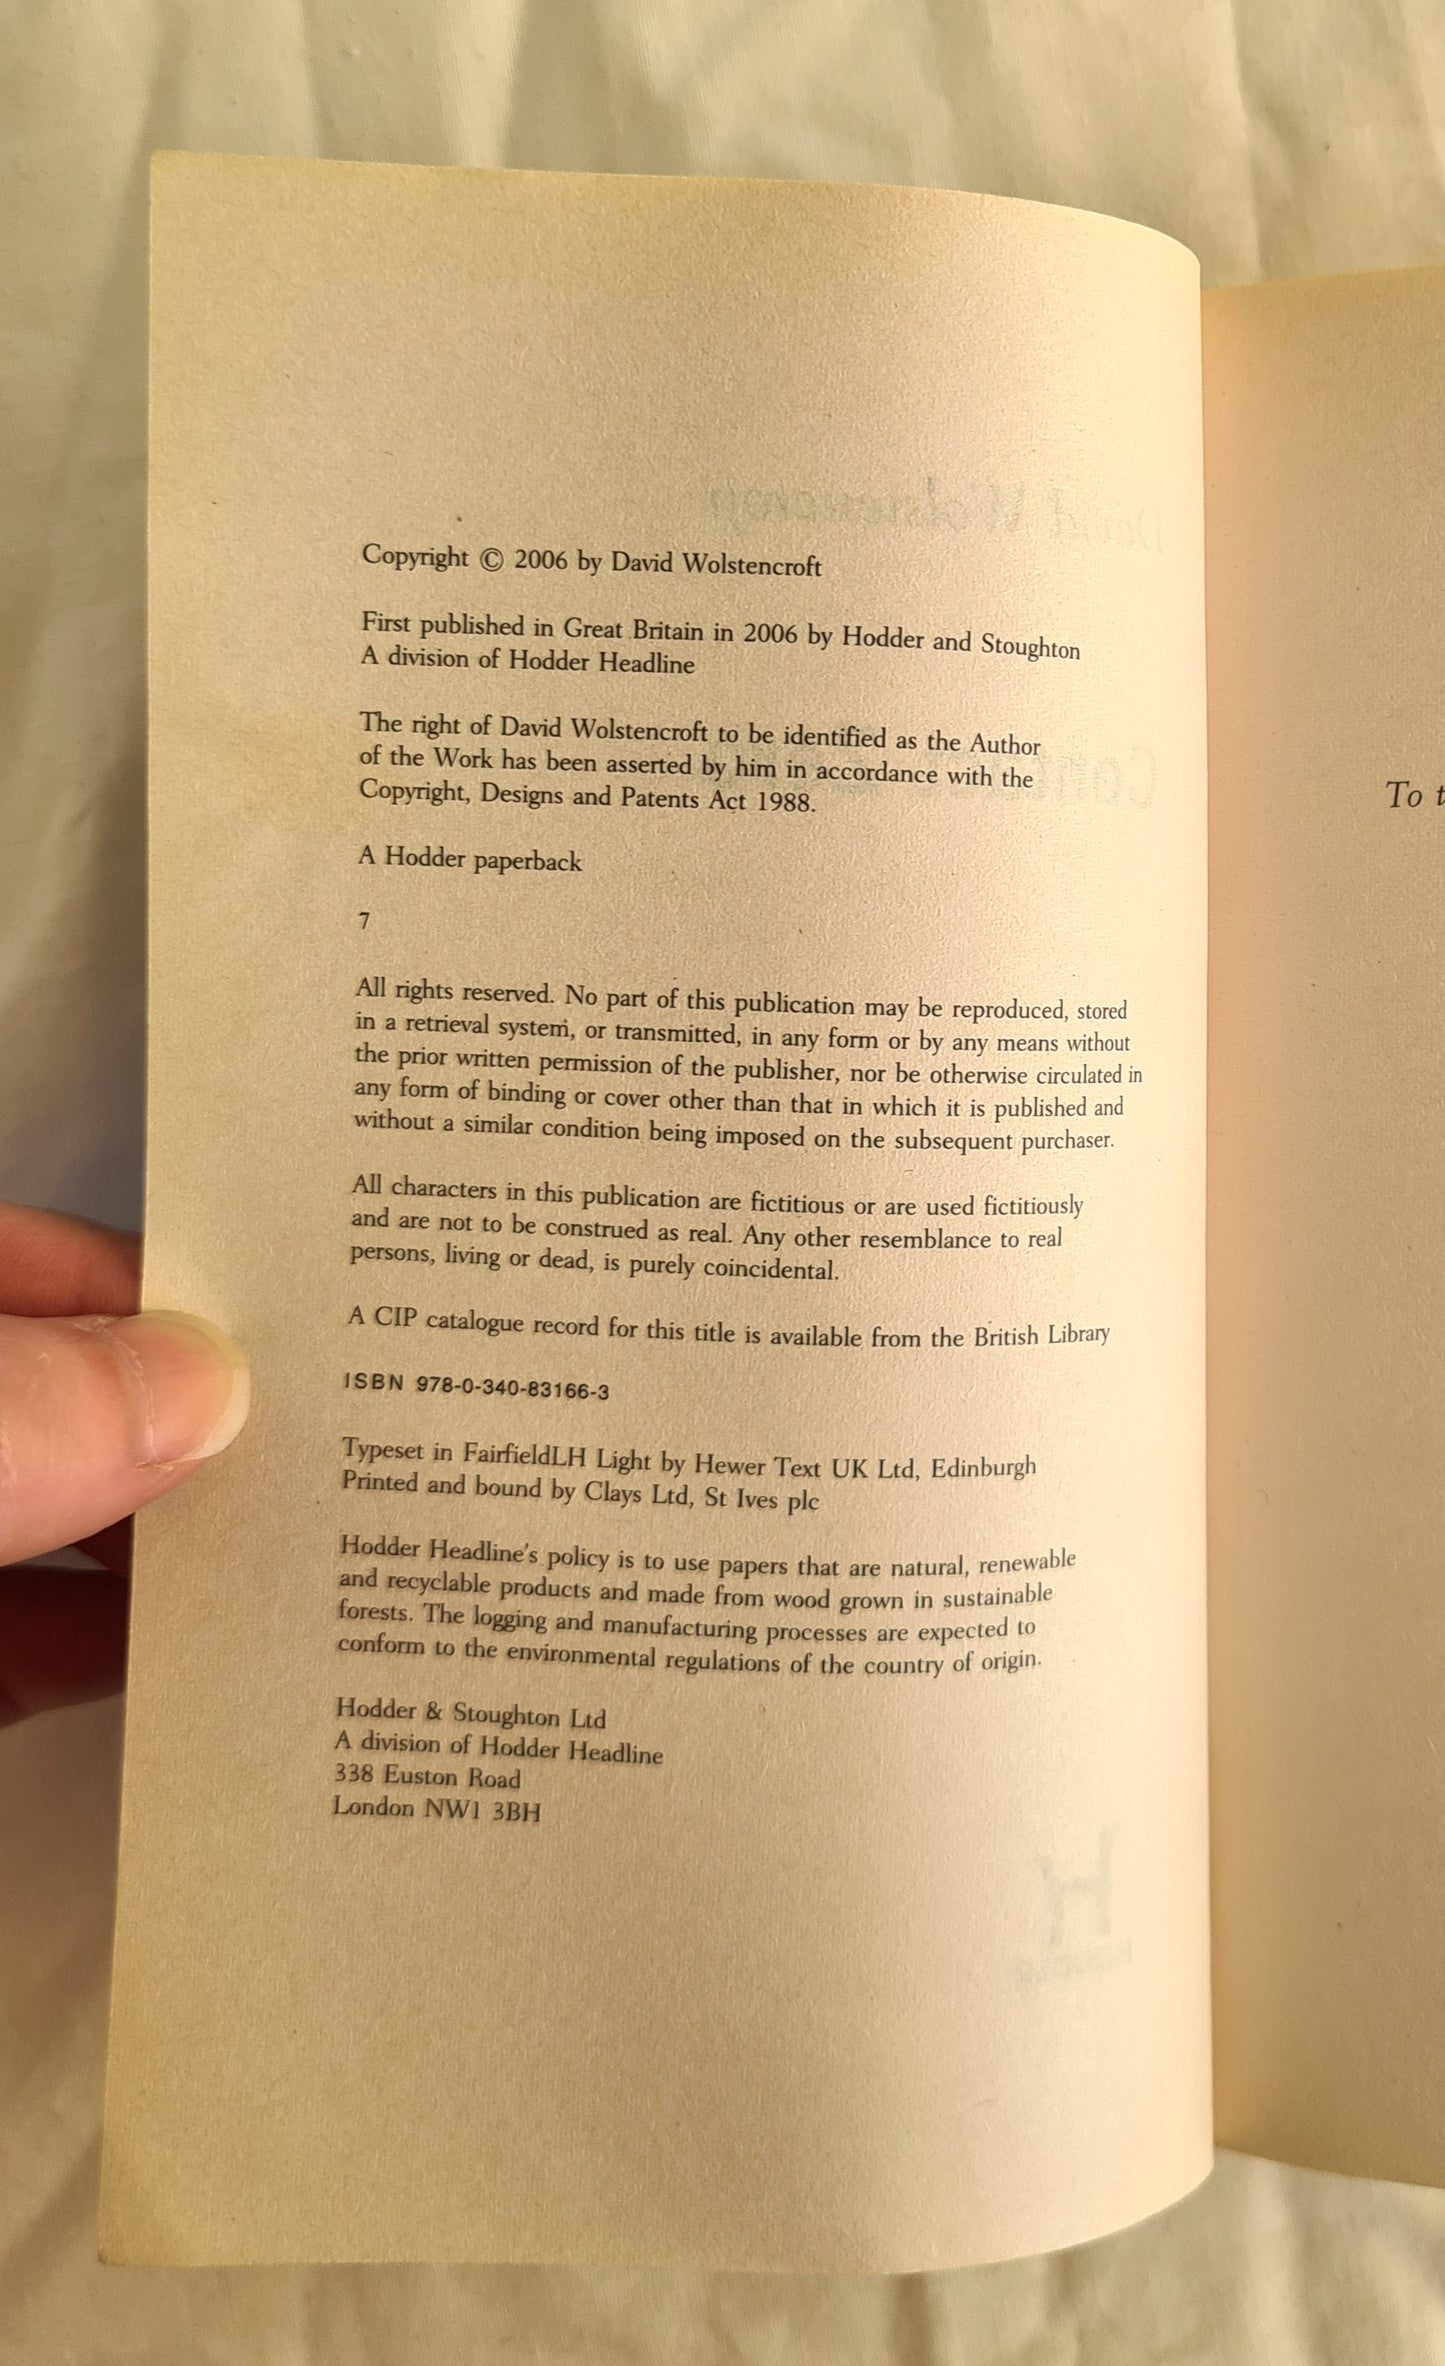 Copyright © 2006 by David Wolstencroft
First published in Great Britain in 2006 by Hodder and Stoughton
A division of Hodder Headline
The right of David Wolstencroft to be identified as the Author
of the Work has been asserted by him in accordance with the
Copyright, Designs and Patents Act 1988.
A Hodder paperback
7
All rights reserved. No part of this publication may be reproduced, stored
in a retrieval system, or transmitted, in any form or by any means without
the prior written permission of the publisher, nor be otherwise circulated in
any form of binding or cover other than that in which it is published and
without a similar condition being imposed on the subsequent purchaser.
All characters in this publication are fictitious or are used fictitiously
and are not to be construed as real. Any other resemblance to real
persons, living or dead, is purely coincidental.
A CIP catalogue record for this title is available from the British Library
ISBN 978-0-340-83166-3
Typeset in FairfieldLH Light by Hewer Text UK Ltd, Edinburgh
Printed and bound by Clays Ltd, St Ives plc
Hodder Headline's policy is to use papers that are natural, renewable
and recyclable products and made from wood grown in sustainable
forests. The logging and manufacturing processes are expected to
conform to the environmental regulations of the country of origin.
Hodder & Stoughton Ltd
A division of Hodder Headline
338 Euston Road
London NW1 3BH
To t